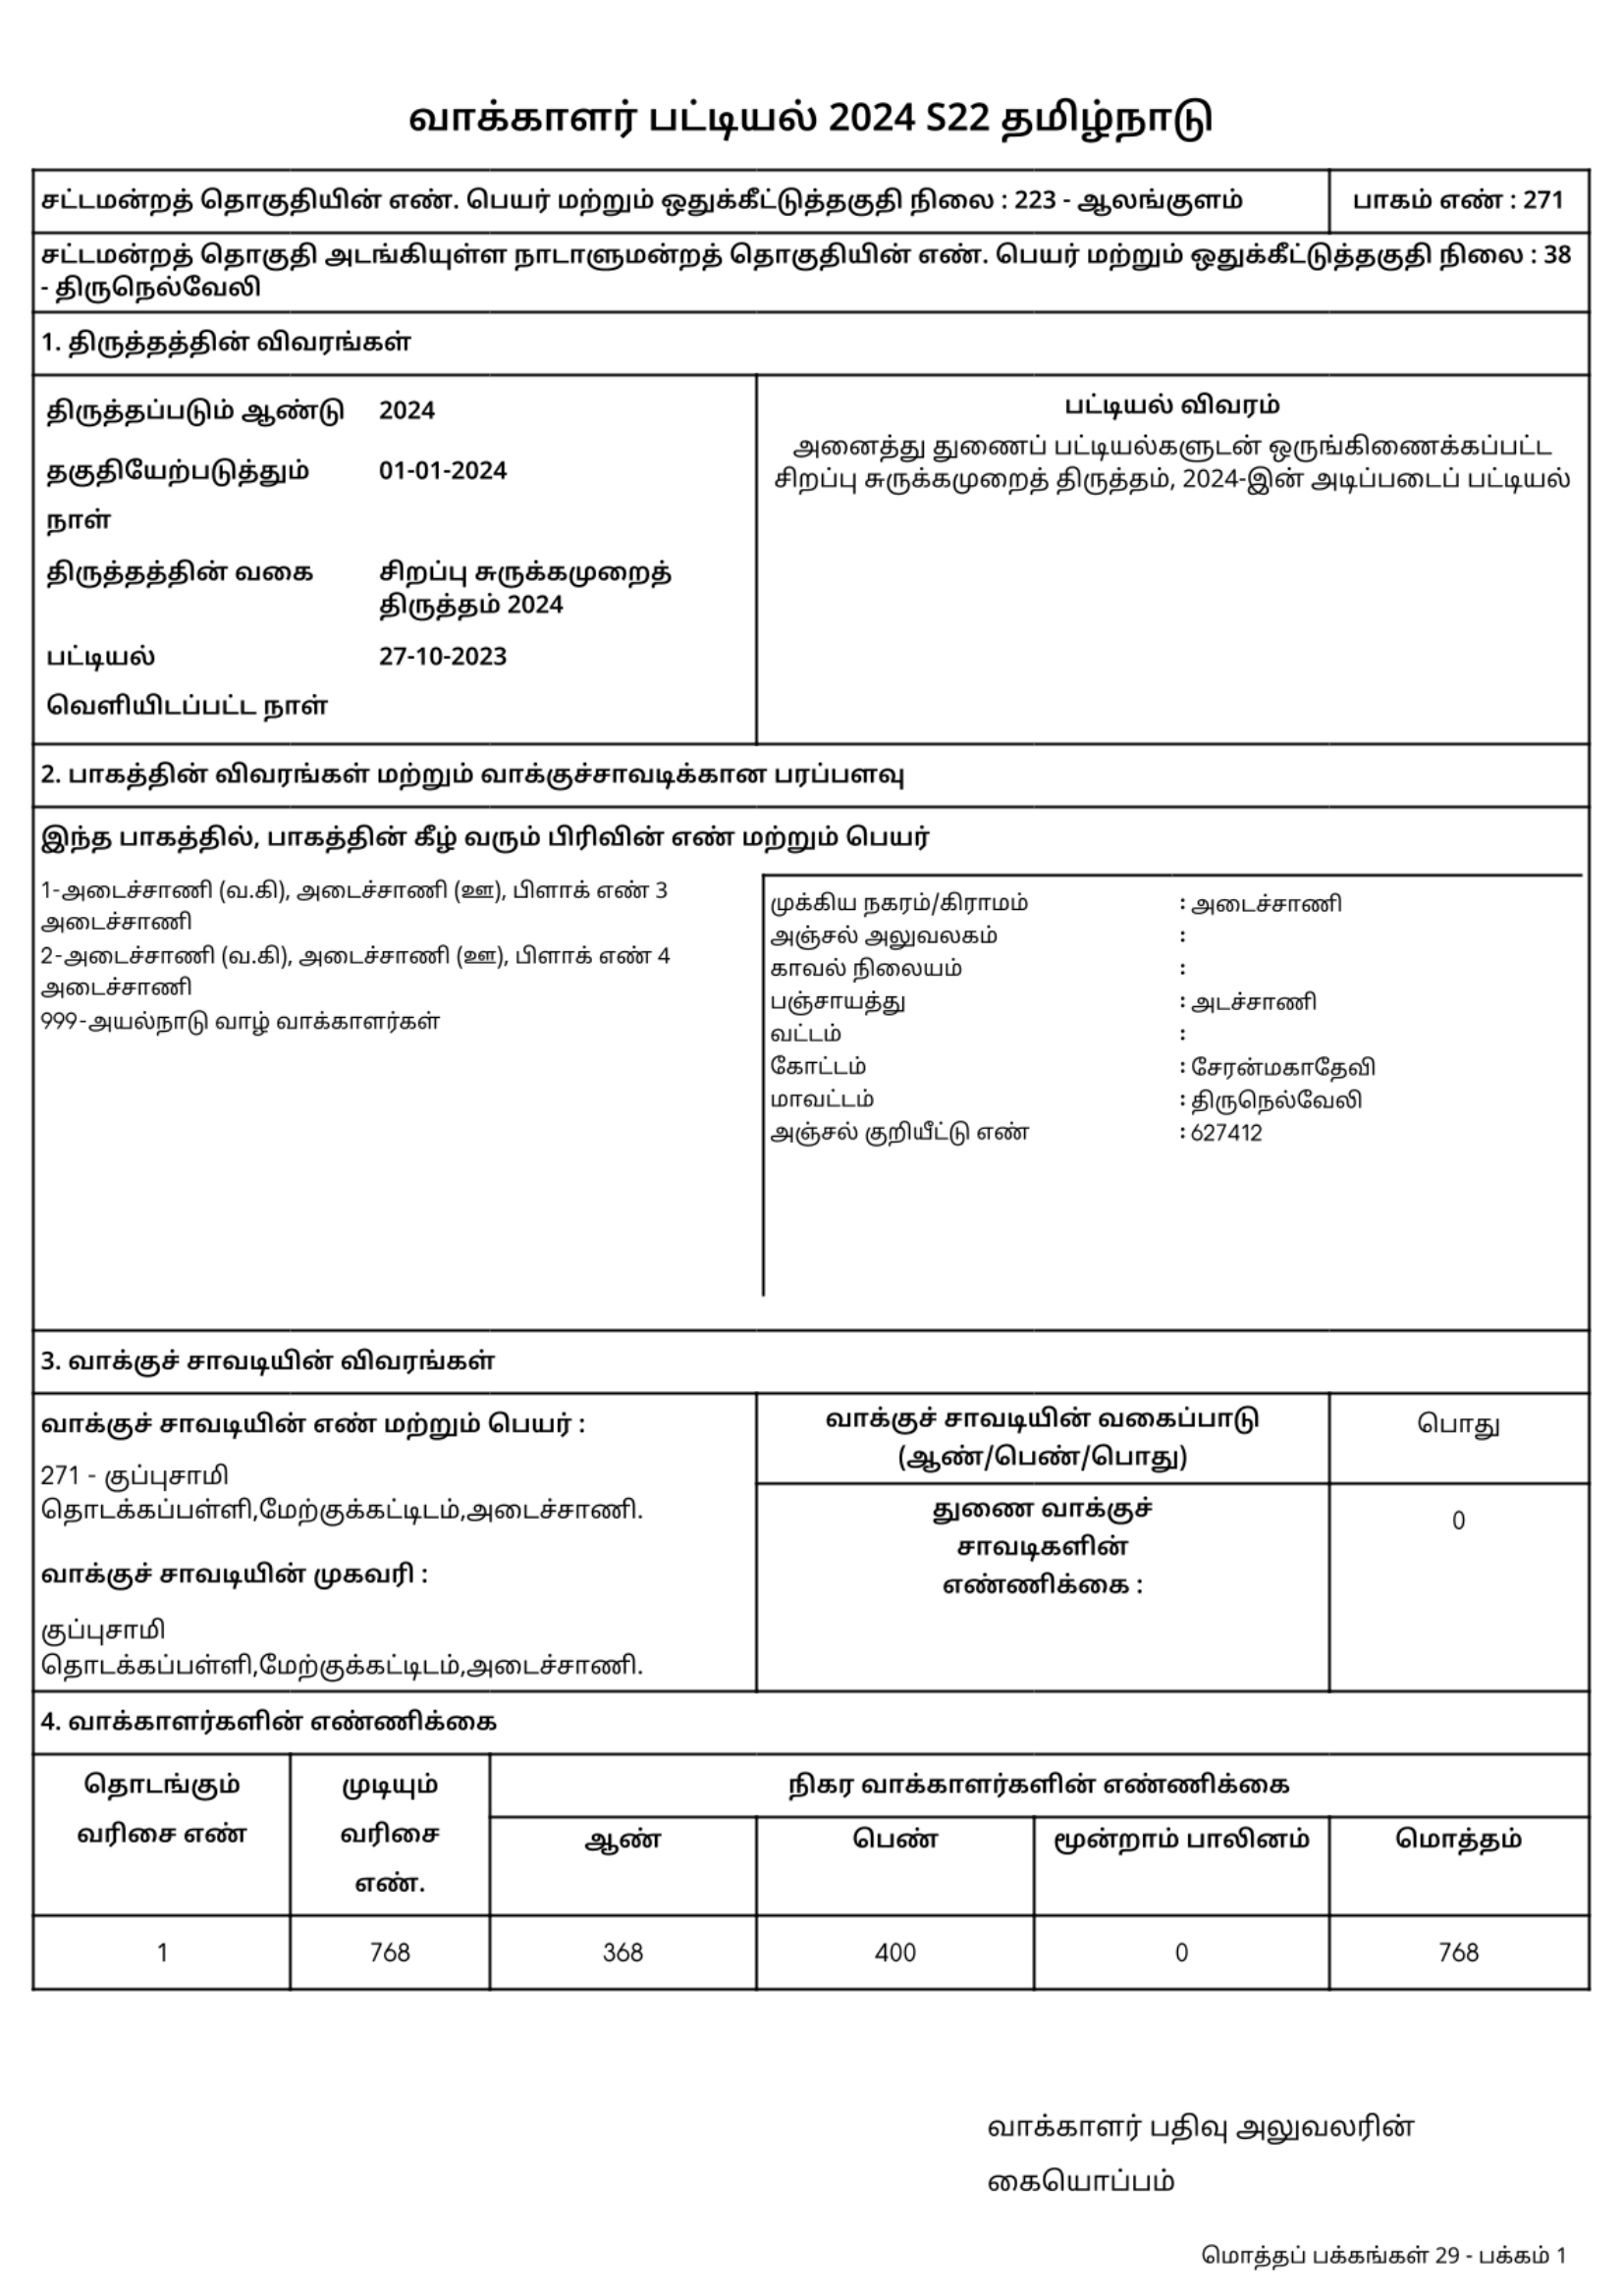 வாக்காளர் பட்டியல் 2024 S22 தமிழ்நாடு
சட்டமன்றத் தொகுதியின் எண். பெயர் மற்றும் ஒதுக்கீட்டுத்தகுதி நிலை : 223 - ஆலங்குளம்
பாகம் எண் : 271
சட்டமன்றத் தொகுதி அடங்கியுள்ள நாடாளுமன்றத் தொகுதியின் எண். பெயர் மற்றும் ஒதுக்கீட்டுத்தகுதி நிலை : 38
- திருநெல்வேலி
1. திருத்தத்தின் விவரங்கள்
திருத்தப்படும் ஆண்டு 2024
தகுதியேற்படுத்தும் 01-01-2024
நாள்
திருத்தத்தின் வகை சிறப்பு சுருக்கமுறைத்
திருத்தம் 2024
பட்டியல் 27-10-2023
வெளியிடப்பட்ட நாள்
பட்டியல் விவரம்
அனைத்து துணைப் பட்டியல்களுடன் ஒருங்கிணைக்கப்பட்ட
சிறப்பு சுருக்கமுறைத் திருத்தம், 2024-இன் அடிப்படைப் பட்டியல்
2. பாகத்தின் விவரங்கள் மற்றும் வாக்குச்சாவடிக்கான பரப்பளவு
இந்த பாகத்தில், பாகத்தின் கீழ் வரும் பிரிவின் எண் மற்றும் பெயர்
1-அடைச்சாணி (வ.கி), அடைச்சாணி (ஊ), பிளாக் எண் 3
அடைச்சாணி
2-அடைச்சாணி (வ.கி), அடைச்சாணி (ஊ), பிளாக் எண் 4
அடைச்சாணி
999-அயல்நாடு வாழ் வாக்காளர்கள்
முக்கிய நகரம்/கிராமம் : அடைச்சாணி
அஞ்சல் அலுவலகம் :
காவல் நிலையம் :
பஞ்சாயத்து : அடச்சாணி
வட்டம் :
கோட்டம் : சேரன்மகாதேவி
மாவட்டம் : திருநெல்வேலி
அஞ்சல் குறியீட்டு எண் : 627412
3. வாக்குச் சாவடியின் விவரங்கள்
வாக்குச் சாவடியின் எண் மற்றும் பெயர் :
271 - குப்புசாமி
தொடக்கப்பள்ளி,மேற்குக்கட்டிடம்,அடைச்சாணி.
வாக்குச் சாவடியின் முகவரி :
குப்புசாமி
தொடக்கப்பள்ளி,மேற்குக்கட்டிடம்,அடைச்சாணி.
வாக்குச் சாவடியின் வகைப்பாடு
(ஆண்/பெண்/பொது)
பொது
துணை வாக்குச்
சாவடிகளின்
எண்ணிக்கை :
0
4. வாக்காளர்களின் எண்ணிக்கை
தொடங்கும்
வரிசை எண்
முடியும்
வரிசை
எண்.
நிகர வாக்காளர்களின் எண்ணிக்கை
ஆண் பெண் மூன்றாம் பாலினம் மொத்தம்
1 768 368 400 0 768
வாக்காளர் பதிவு அலுவலரின்
கையொப்பம்
மொத்தப் பக்கங்கள் 29 - பக்கம் 1